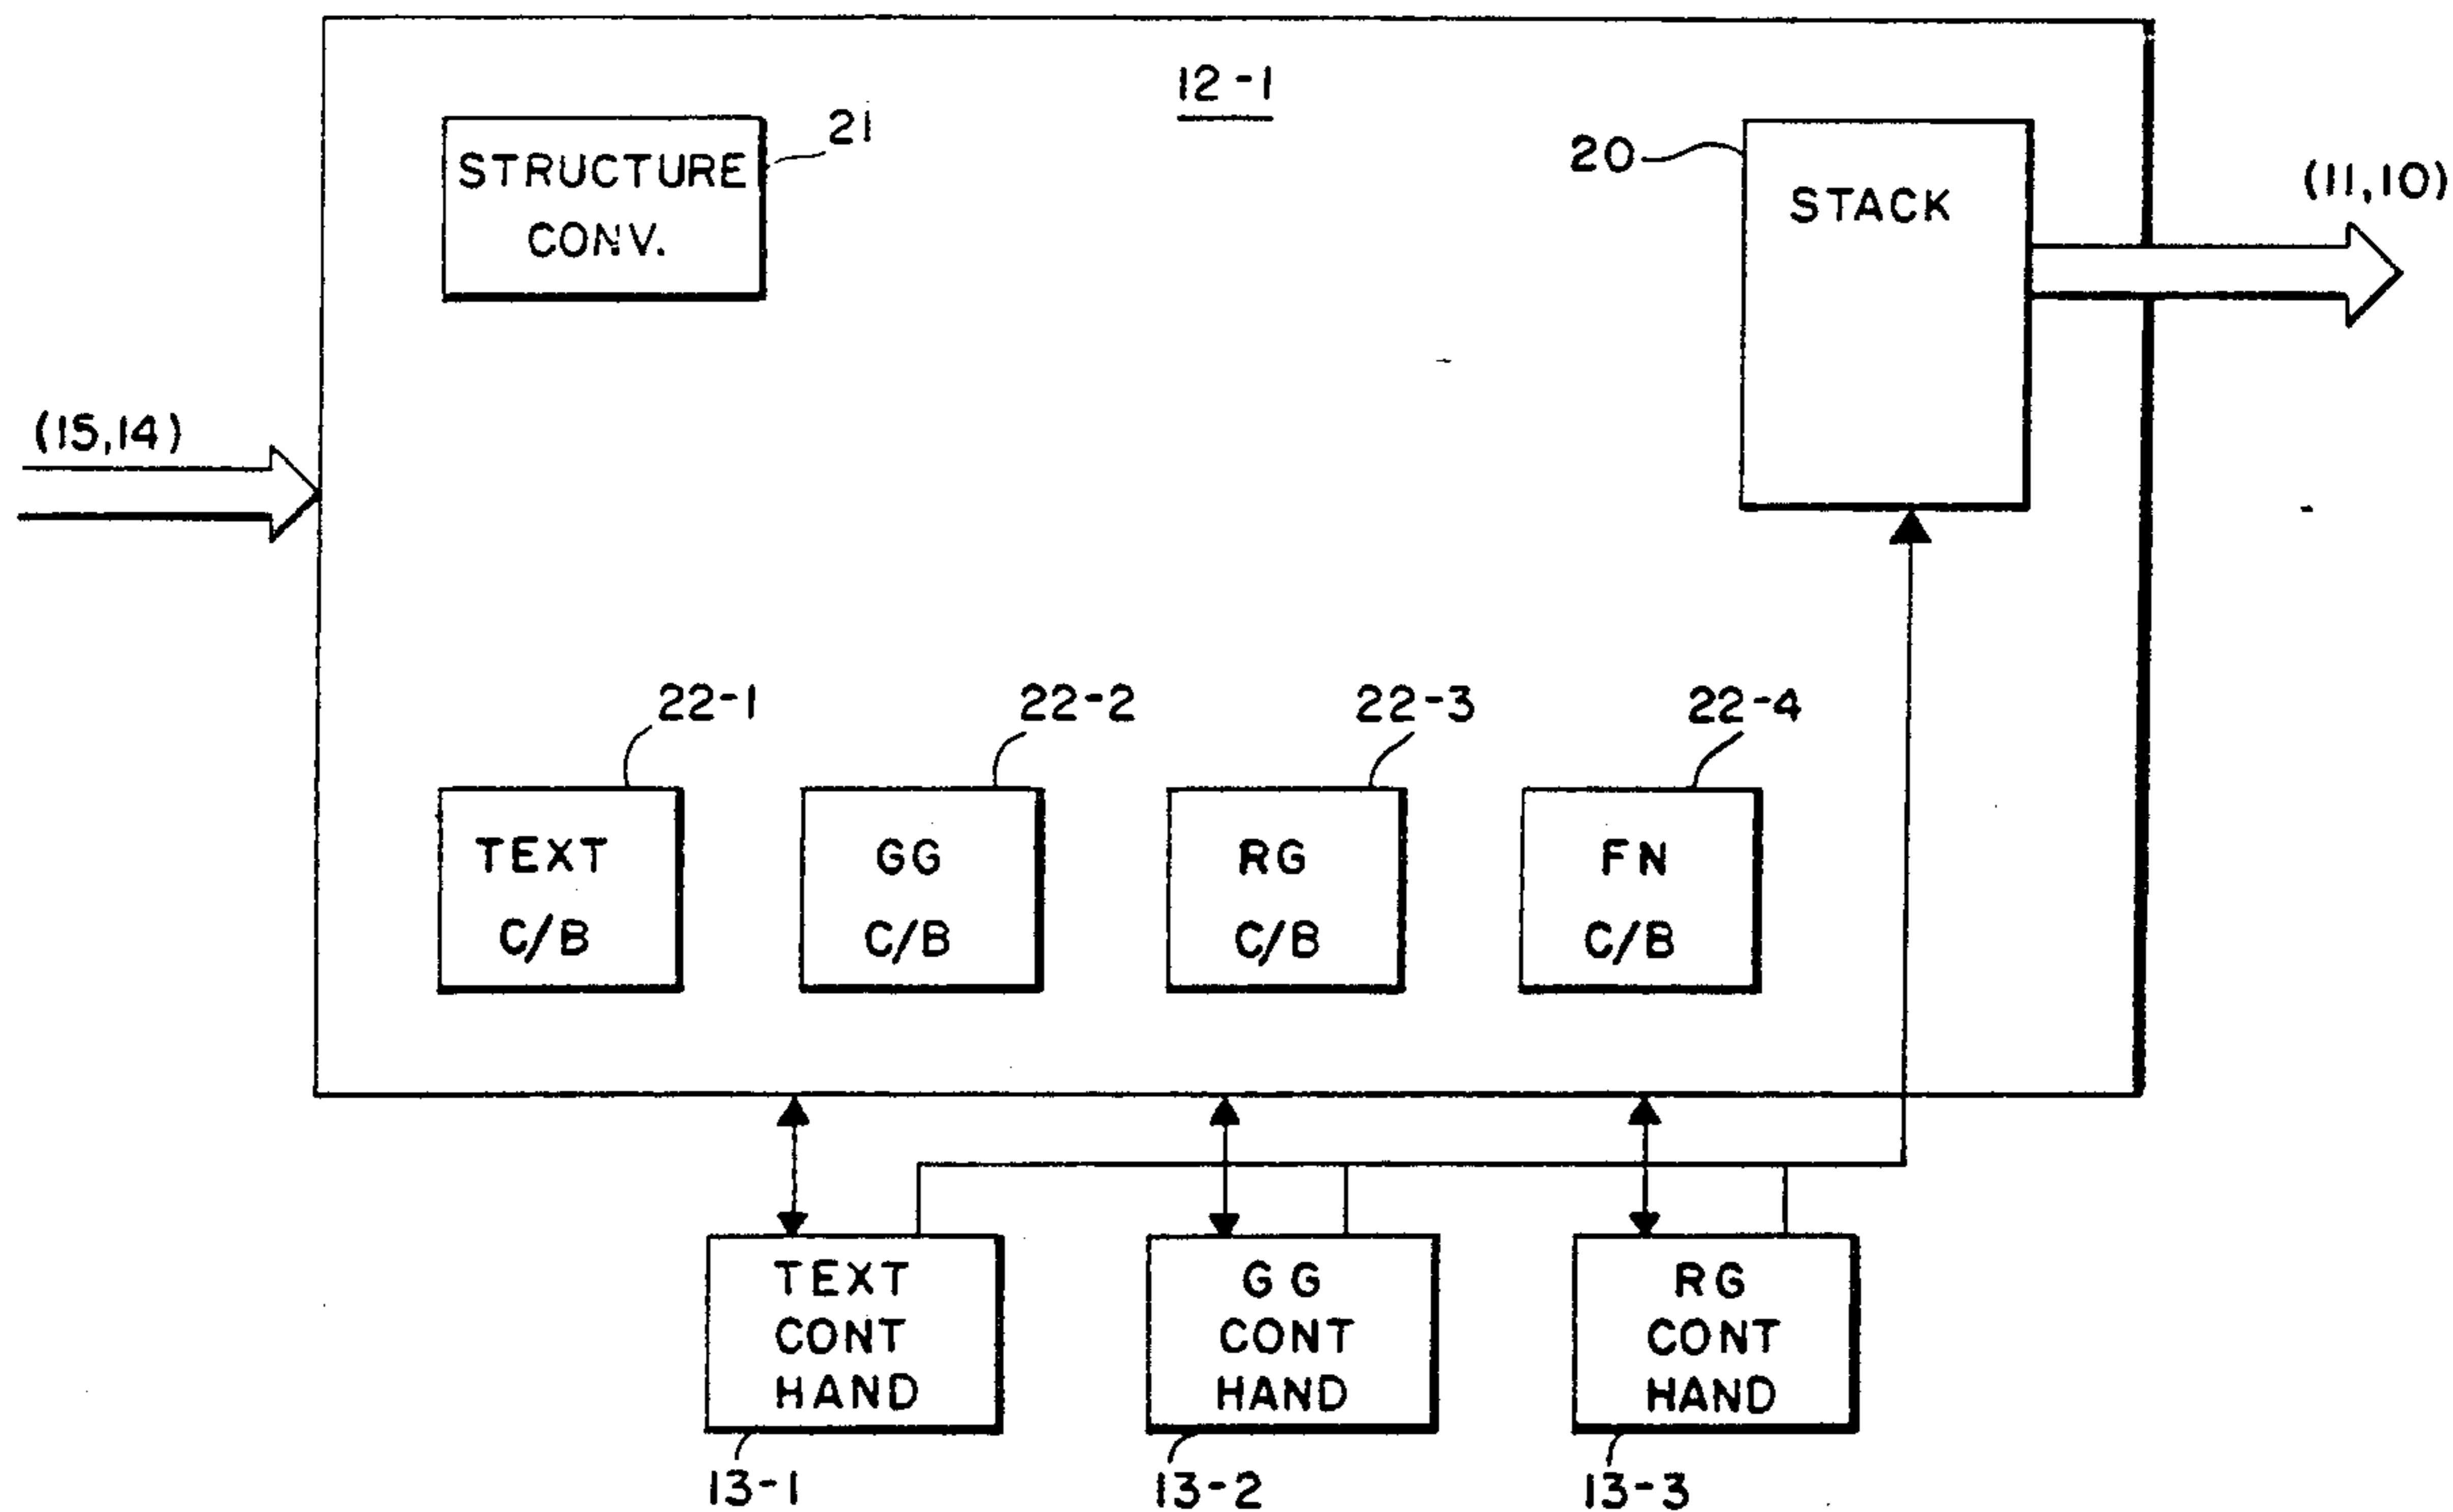 12-1
21
STRUCTURE
CONV.
20
STACK
(11,10)
(15,14)
22-1
22-2
22-3
22-4
TEXT
C/B
GG
C/B
RG
C/B
FN
C/B
TEXT
CONT
HAND
GG
CONT
HAND
RG
CONT
HAND
13-1
13-2
13-3